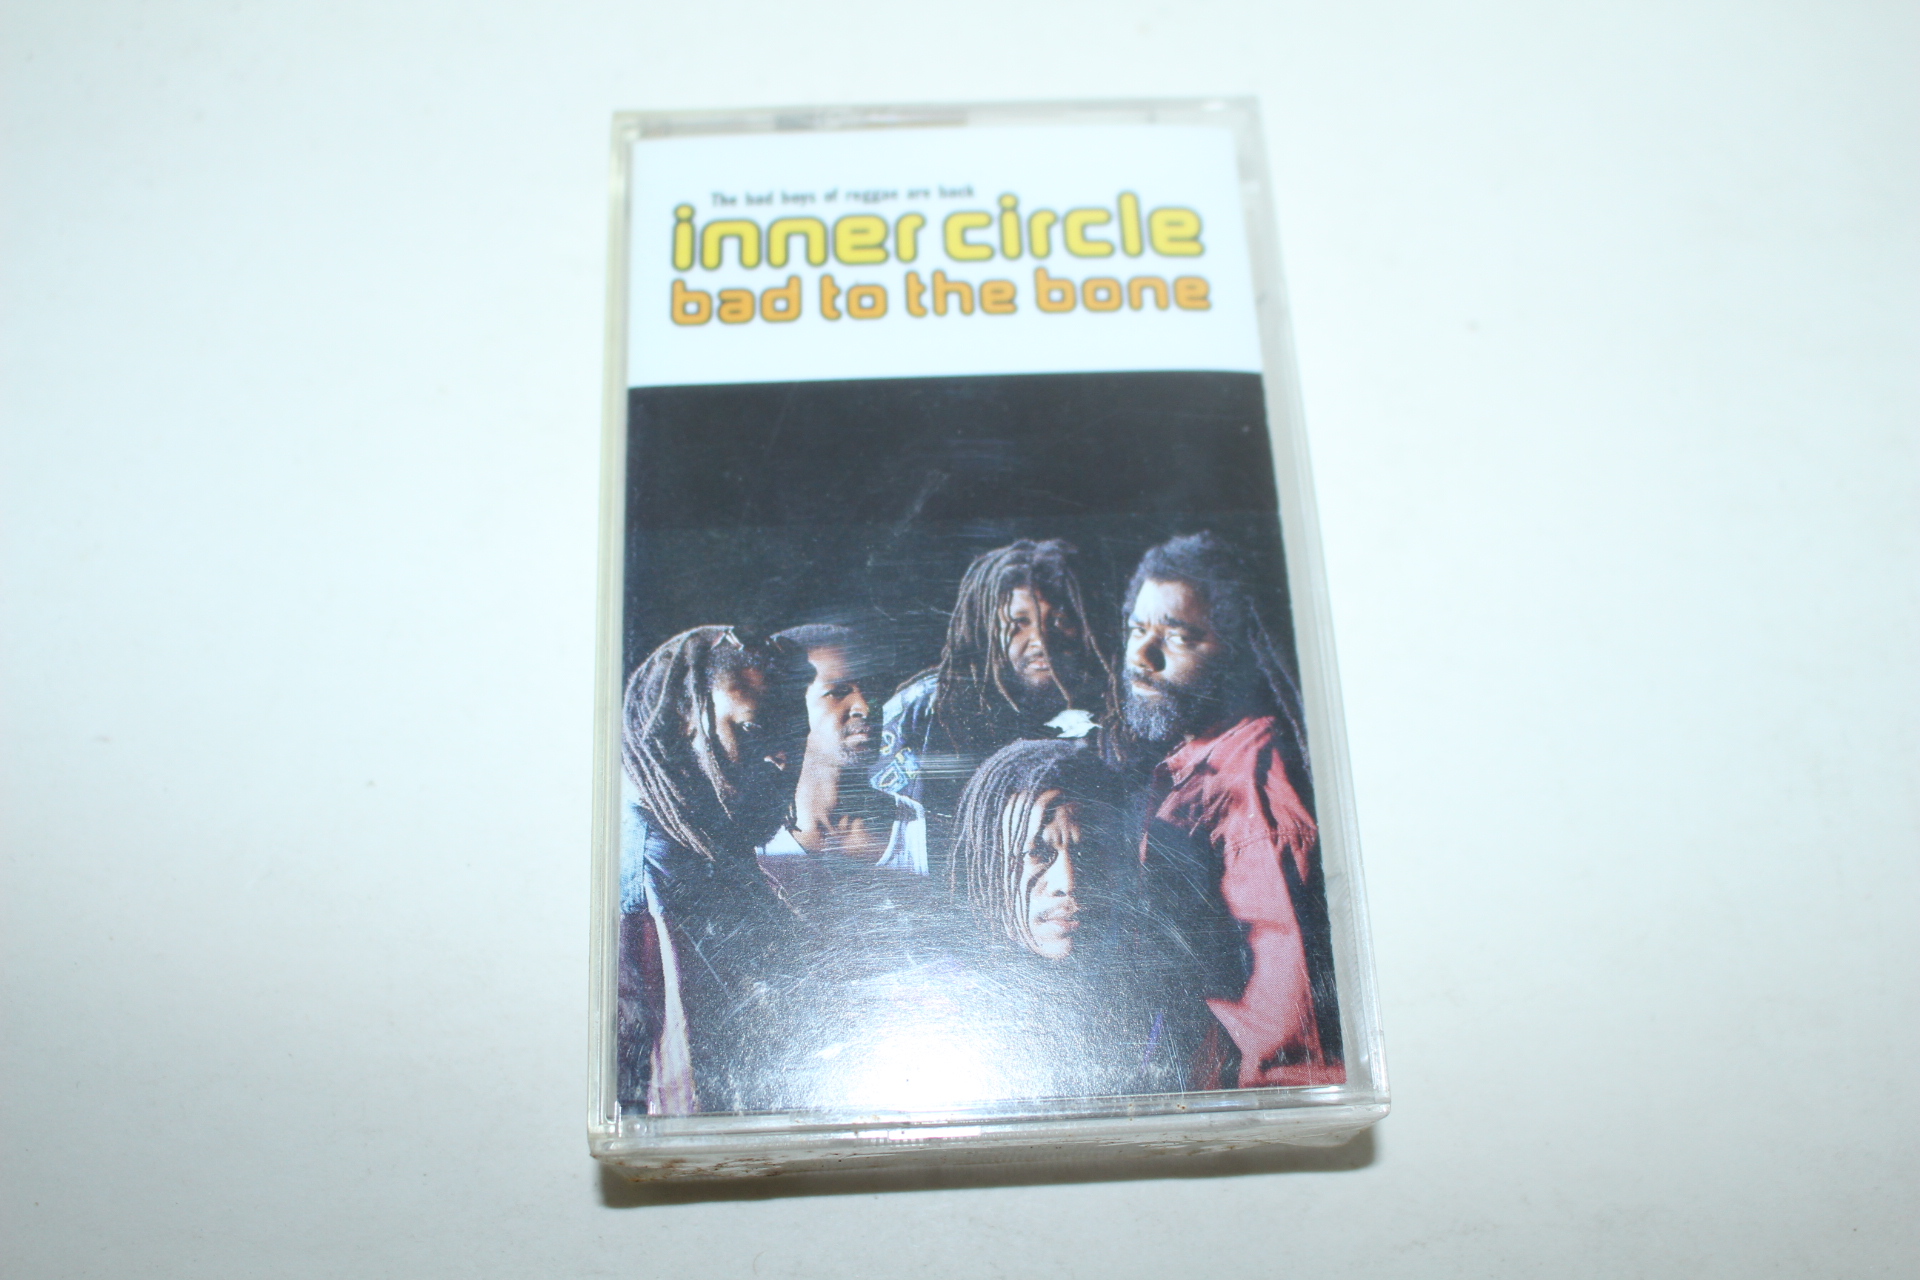 The bad boys of reggae are back
inner circle
bad to the bone